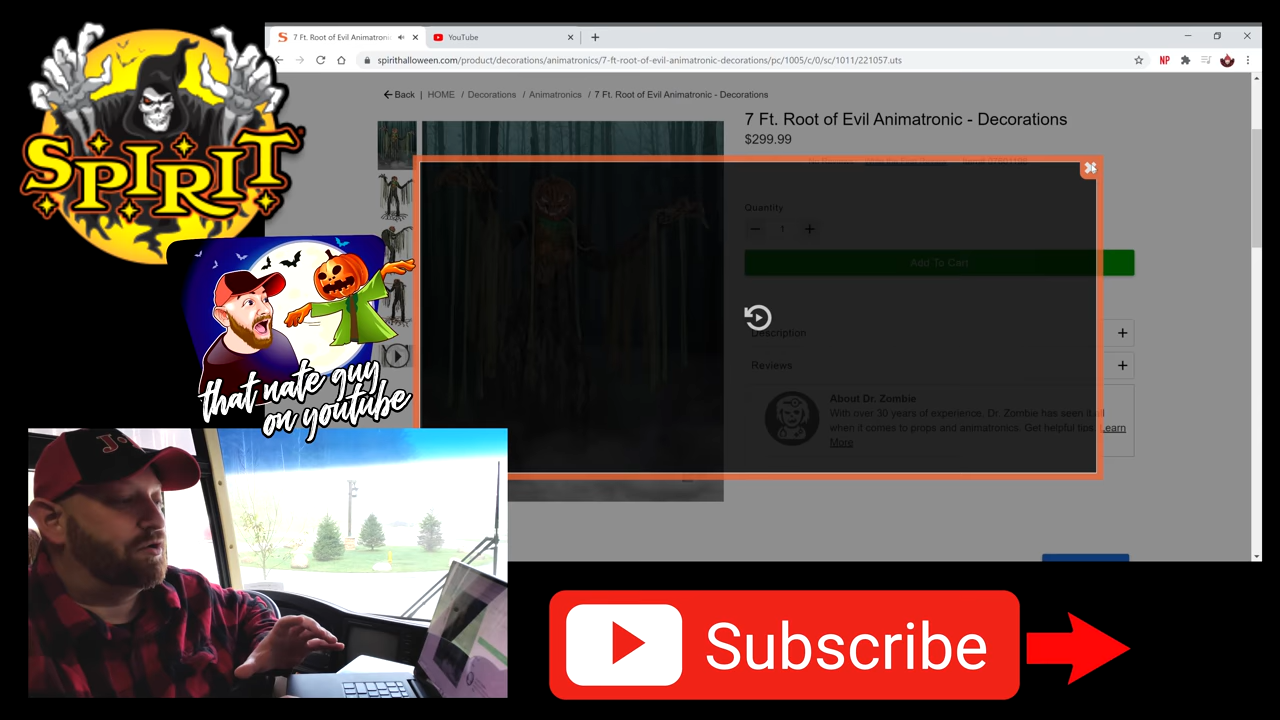 SPIRIT
that nate guy
on youtube
7 Ft. Root of Evil Animatronic
YouTube
spirithalloween.com/product/decorations/animatronics/7-ft-root-of-evil-animatronic-decorations/pc/1005/c/0/sc/1011/221057.uts
NP
Back | HOME / Decorations / Animatronics / 7 Ft. Root of Evil Animatronic - Decorations
7 Ft. Root of Evil Animatronic - Decorations
$299.99
Quantity
1
Add To Cart
Description
Reviews
About Dr. Zombie
With over 30 years of experience, Dr. Zombie has seen it all
when it comes to props and animatronics. Get helpful tips. Learn
More
Subscribe